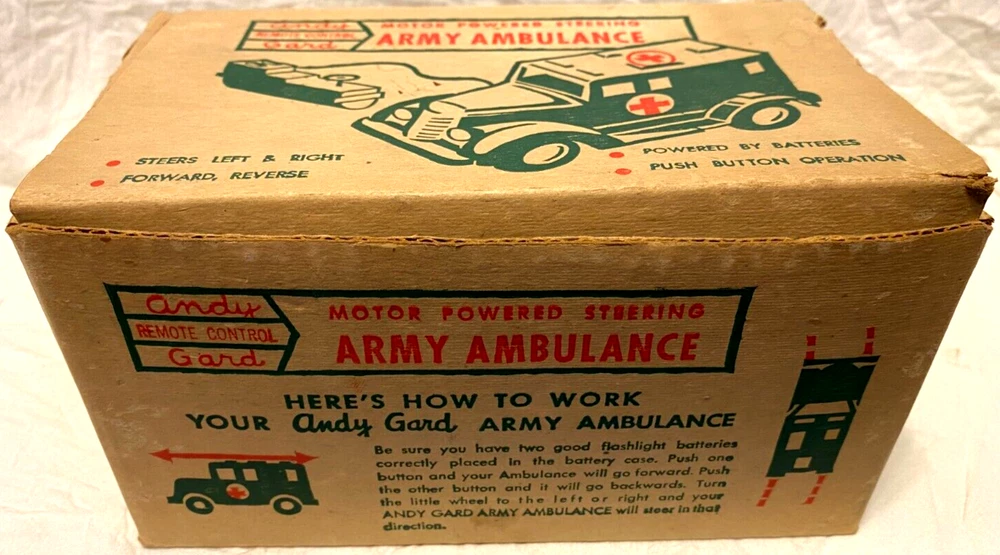 Andy
REMOTE CONTROL
Gard
MOTOR POWERED STEERING
ARMY AMBULANCE
• STEERS LEFT & RIGHT
• FORWARD, REVERSE
• POWERED BY BATTERIES
• PUSH BUTTON OPERATION
Andy
REMOTE CONTROL
Gard
MOTOR POWERED STEERING
ARMY AMBULANCE
HERE'S HOW TO WORK
YOUR Andy Gard ARMY AMBULANCE
Be sure you have two good flashlight batteries
correctly placed in the battery case. Push one
button and your Ambulance will go forward. Push
the other button and it will go backwards. Turn
the little wheel to the left or right and your
ANDY GARD ARMY AMBULANCE will steer in that
direction.